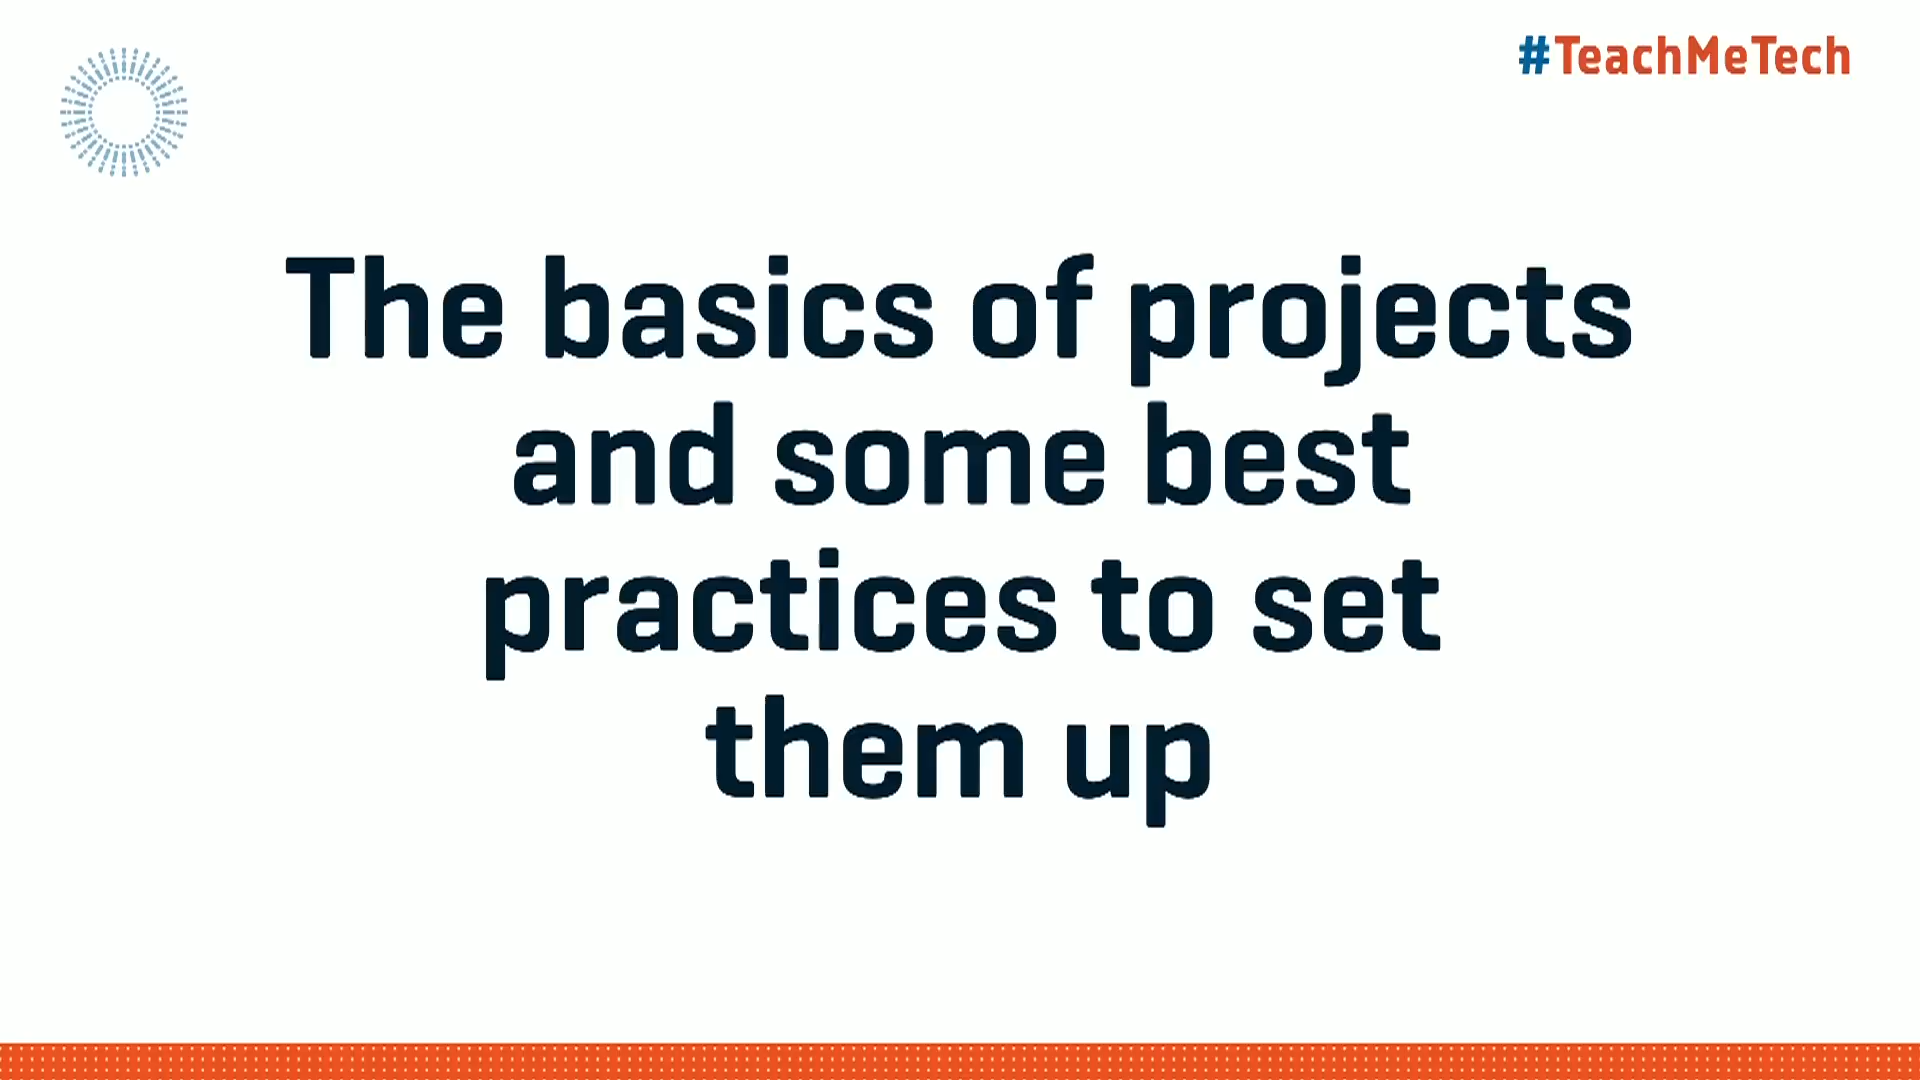 #TeachMeTech
The basics of projects
and some best
practices to set
them up